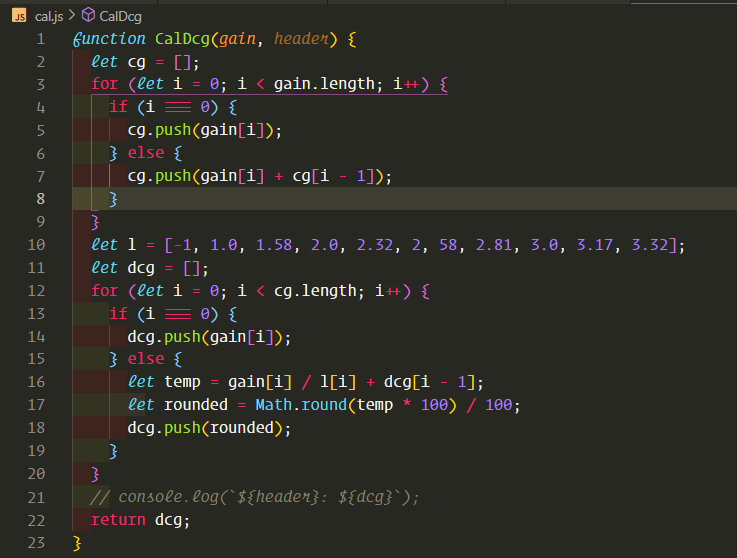 cal.js > CalDcg
1 function CalDcg(gain, header) {
2 let cg = [];
3 for (let i = 0; i < gain.length; i++) {
4 if (i === 0) {
5 cg.push(gain[i]);
6 } else {
7 cg.push(gain[i] + cg[i - 1]);
8 }
9 }
10 let l = [-1, 1.0, 1.58, 2.0, 2.32, 2, 58, 2.81, 3.0, 3.17, 3.32];
11 let dcg = [];
12 for (let i = 0; i < cg.length; i++) {
13 if (i === 0) {
14 dcg.push(gain[i]);
15 } else {
16 let temp = gain[i] / l[i] + dcg[i - 1];
17 let rounded = Math.round(temp * 100) / 100;
18 dcg.push(rounded);
19 }
20 }
21 // console.log(`${header}: ${dcg}`);
22 return dcg;
23 }